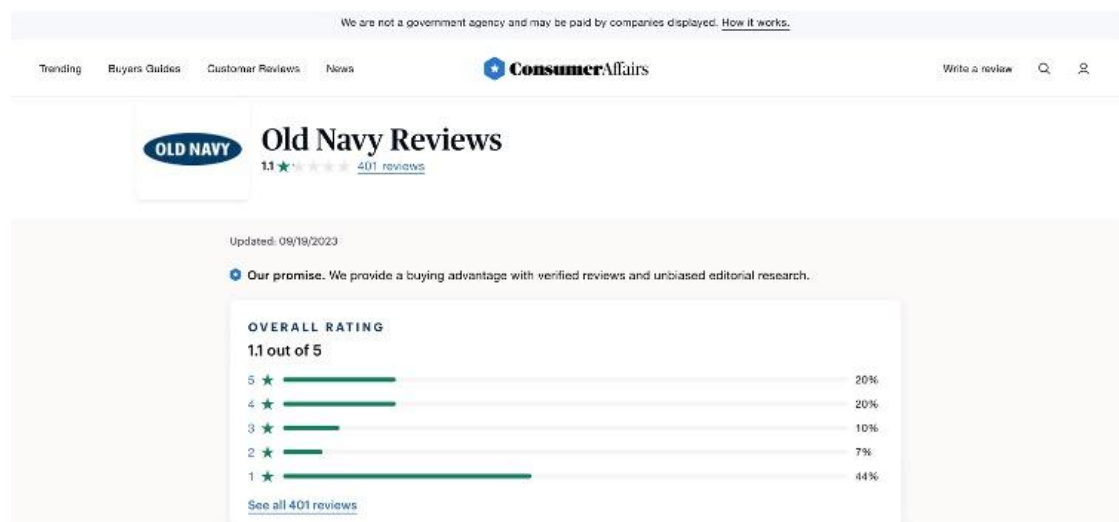 We are not a government agency and may be paid by companies displayed. How it works.
Trending Buyers Guides Customer Reviews News ConsumerAffairs Write a review
OLD NAVY
Old Navy Reviews
1.1 401 reviews
Updated: 09/19/2023
Our promise. We provide a buying advantage with verified reviews and unbiased editorial research.
OVERALL RATING
1.1 out of 5
5 20%
4 20%
3 10%
2 7%
1 44%
See all 401 reviews